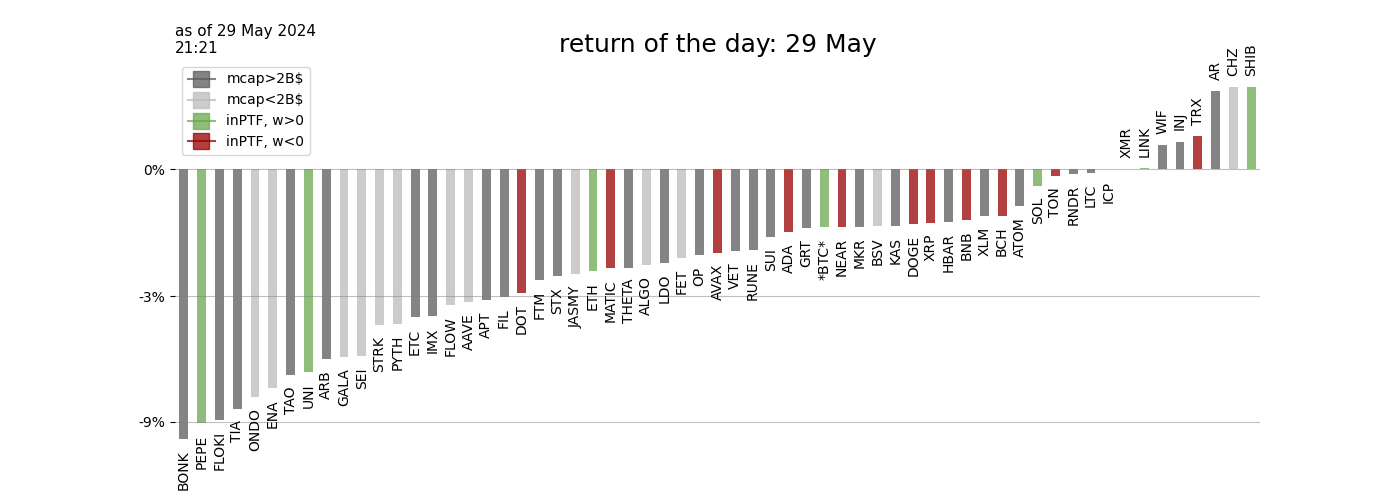 as of 29 May 2024
21:21
return of the day: 29 May
mcap>2B$
mcap<2B$
inPTF, w>0
inPTF, w<0
0%
-3%
-9%
BONK
PEPE
FLOKI
TIA
ONDO
ENA
TAO
UNI
ARB
GALA
SEI
STRK
PYTH
ETC
IMX
FLOW
AAVE
APT
FIL
DOT
FTM
STX
JASMY
ETH
MATIC
THETA
ALGO
LDO
FET
OP
AVAX
VET
RUNE
SUI
ADA
GRT
*BTC*
NEAR
MKR
BSV
KAS
DOGE
XRP
HBAR
BNB
XLM
BCH
ATOM
SOL
TON
RNDR
LTC
ICP
XMR
LINK
WIF
INJ
TRX
AR
CHZ
SHIB